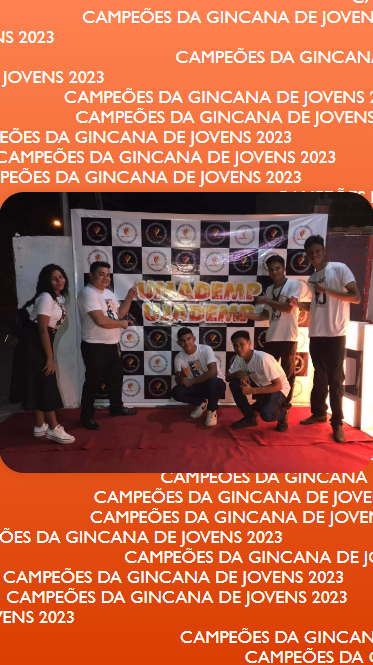 CAMPEÕES DA GINCANA DE JOVEN
NS 2023
CAMPEÕES DA GINCAN
JOVENS 2023
CAMPEÕES DA GINCANA DE JOVENS 2
CAMPEÕES DA GINCANA DE JOVENS
EÕES DA GINCANA DE JOVENS 2023
CAMPEÕES DA GINCANA DE JOVENS 2023
PEÕES DA GINCANA DE JOVENS 2023
UMADEMP
UMADEMP
CAMPEÕES DA GINCANA
CAMPEÕES DA GINCANA DE JOVE
CAMPEÕES DA GINCANA DE JOVEN
ÕES DA GINCANA DE JOVENS 2023
CAMPEÕES DA GINCANA DE JO
CAMPEÕES DA GINCANA DE JOVENS 2023
CAMPEÕES DA GINCANA DE JOVENS 2023
VENS 2023
CAMPEÕES DA GINCAN
CAMPEÕES DA G